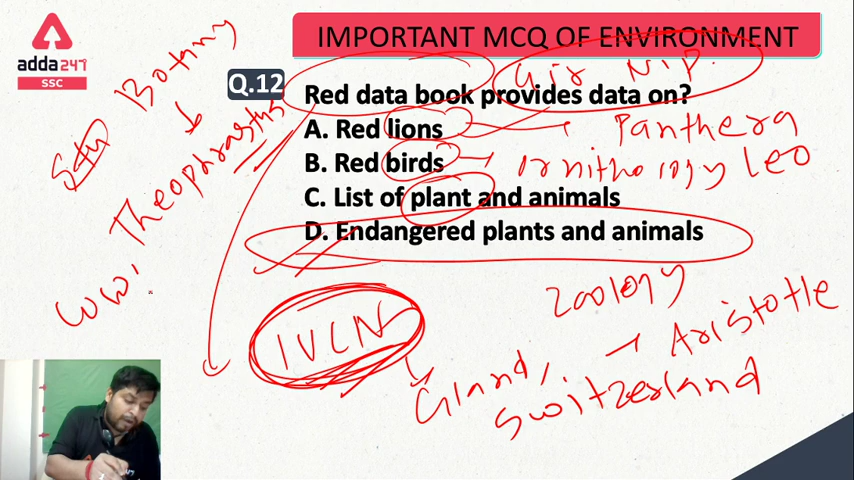 IMPORTANT MCQ OF ENVIRONMENT
adda247
SSC
Q.12
Red data book provides data on?
A. Red lions
B. Red birds
C. List of plant and animals
D. Endangered plants and animals
Gir N.P.
Panthera
Leo
Ornithology
Botany
Theophrastus
IUCN
Gland,
Switzerland
Zoology
Aristotle